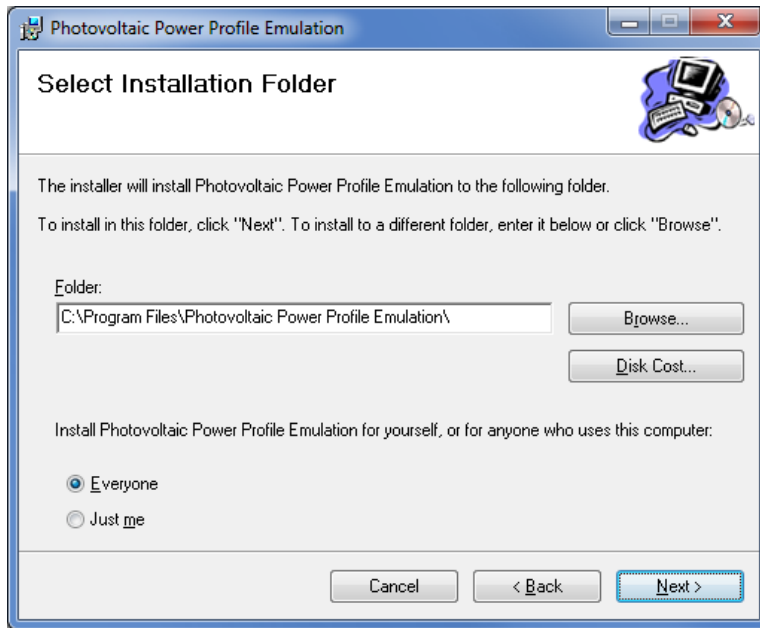 Photovoltaic Power Profile Emulation
Select Installation Folder
The installer will install Photovoltaic Power Profile Emulation to the following folder.
To install in this folder, click "Next". To install to a different folder, enter it below or click "Browse".
Folder:
C:\Program Files\Photovoltaic Power Profile Emulation\
Browse...
Disk Cost...
Install Photovoltaic Power Profile Emulation for yourself, or for anyone who uses this computer:
Everyone
Just me
Cancel
< Back
Next >